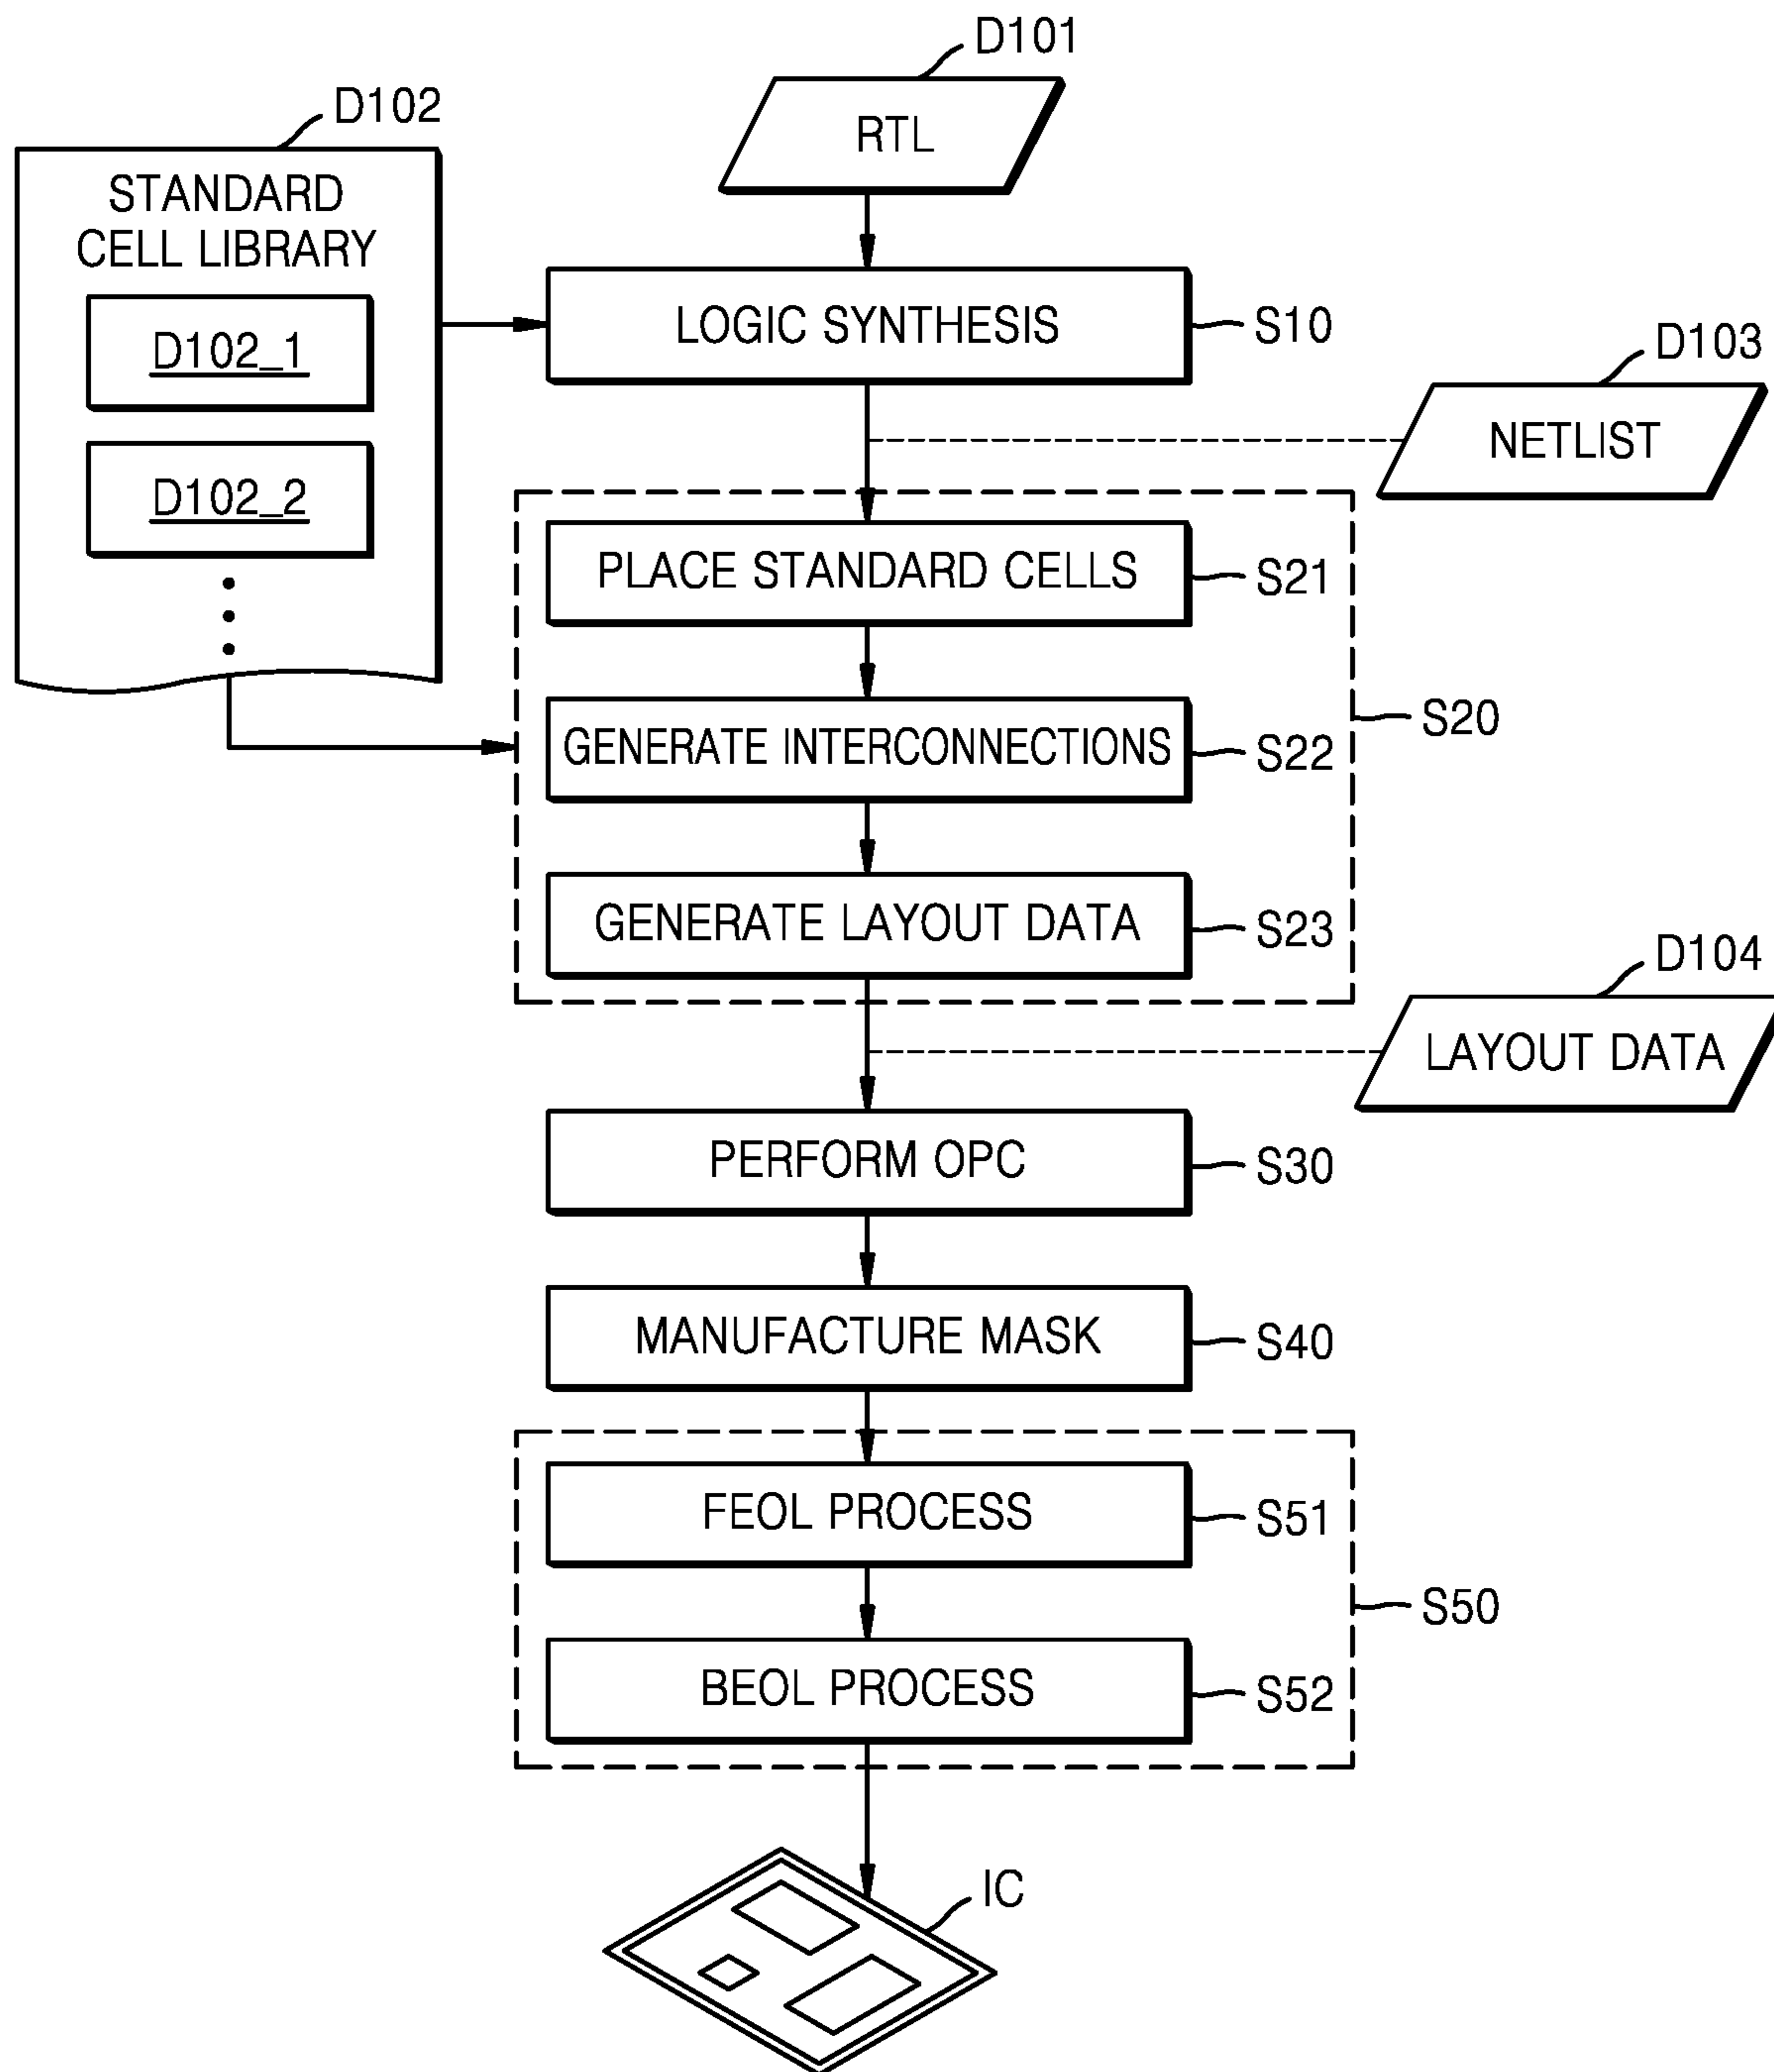 D101
RTL
D102
STANDARD
CELL LIBRARY
D102_1
D102_2
LOGIC SYNTHESIS
S10
D103
NETLIST
PLACE STANDARD CELLS
S21
GENERATE INTERCONNECTIONS
S22
S20
GENERATE LAYOUT DATA
S23
D104
LAYOUT DATA
PERFORM OPC
S30
MANUFACTURE MASK
S40
FEOL PROCESS
S51
S50
BEOL PROCESS
S52
IC